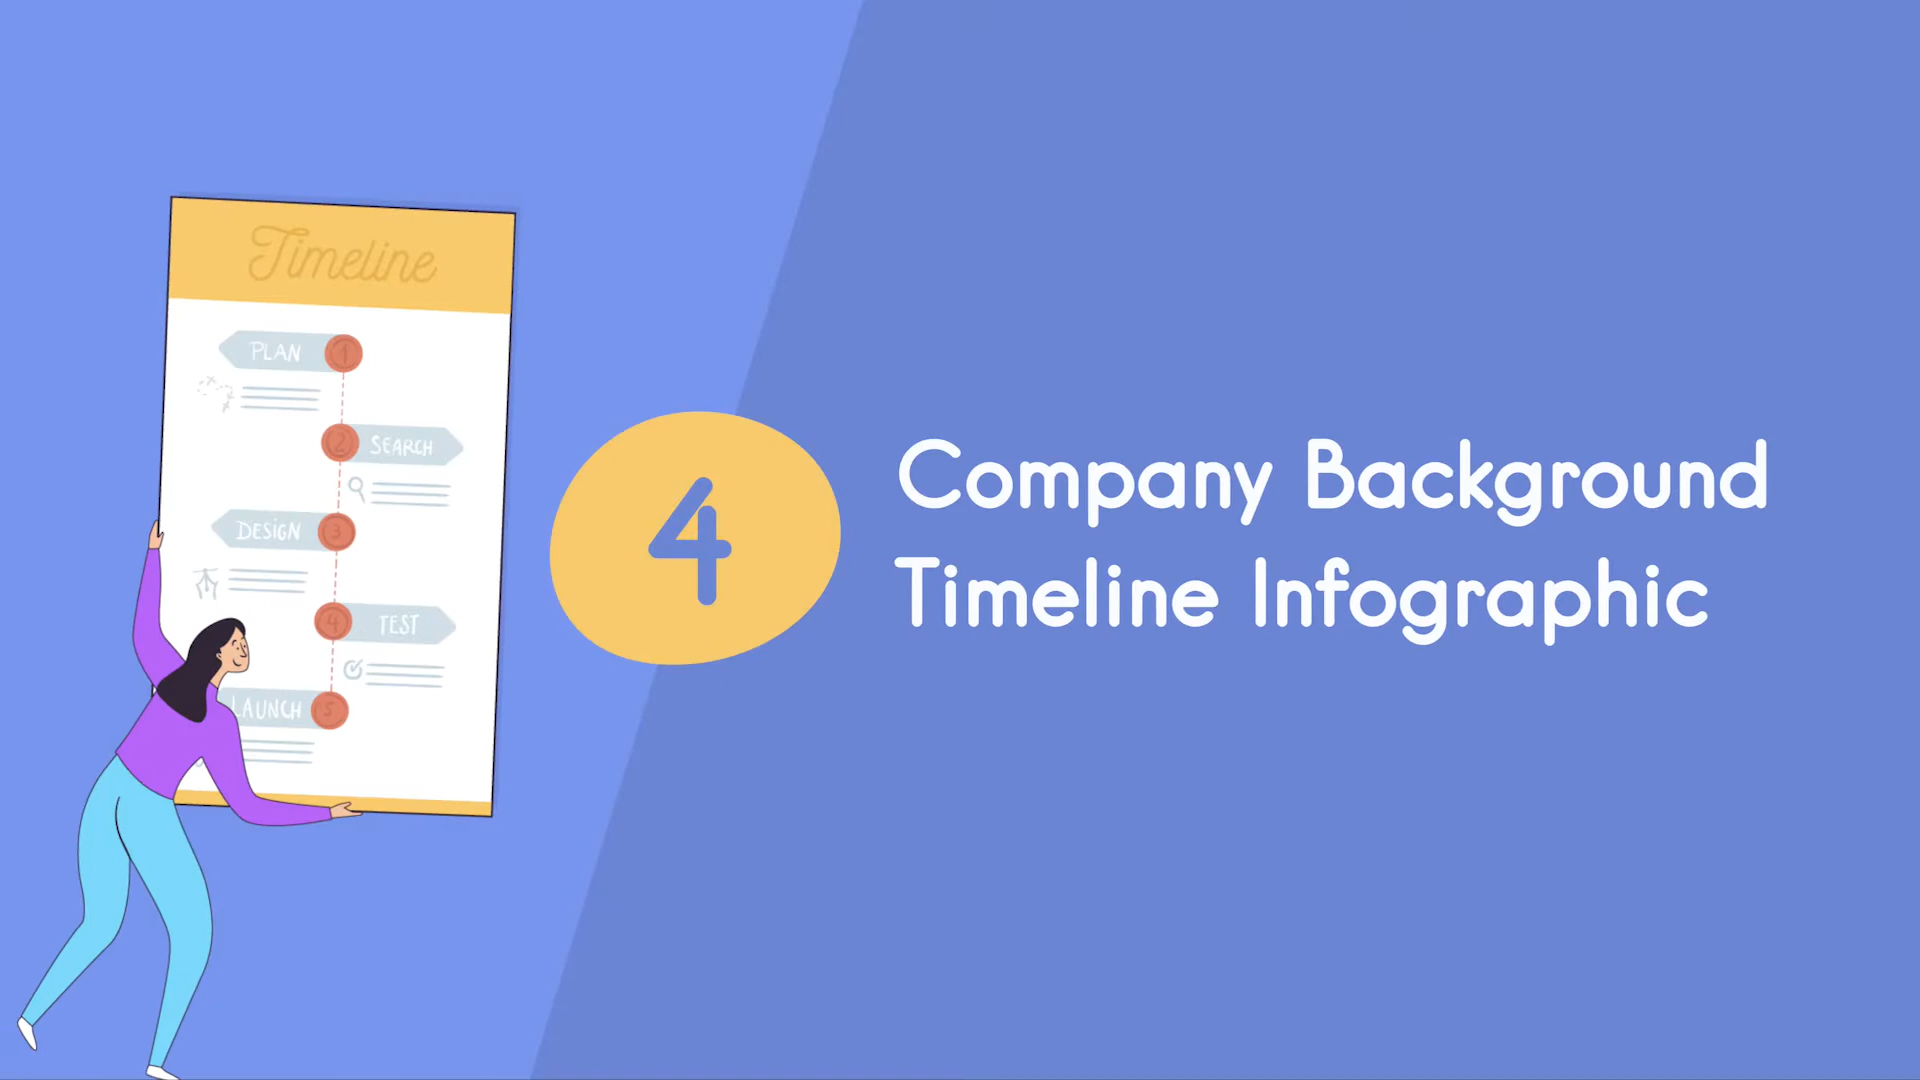 Timeline
PLAN 1
2 SEARCH
DESIGN 3
4 TEST
LAUNCH 5
4
Company Background
Timeline Infographic